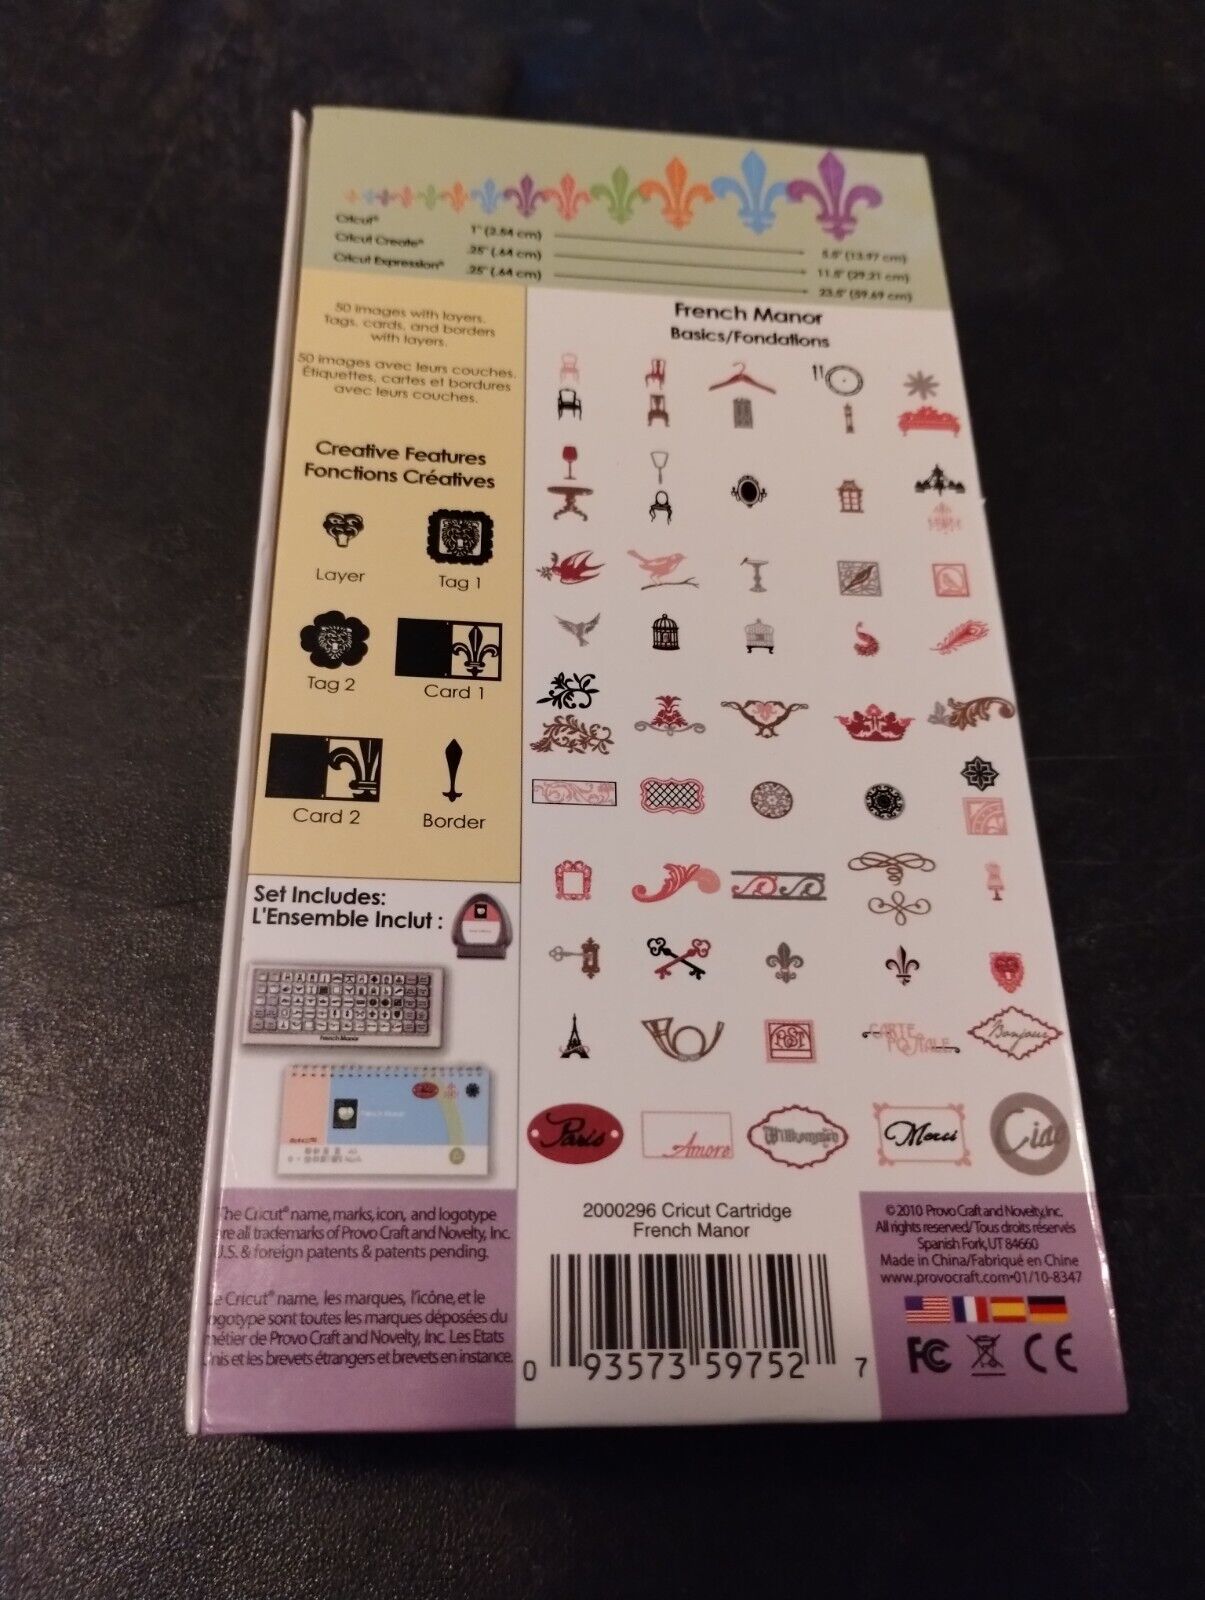 Cricut® 1" (2.54 cm) 5.5" (13.97 cm)
Cricut Create® .25" (.64 cm) 11.5" (29.21 cm)
Cricut Expression® .25" (.64 cm) 23.5" (59.69 cm)
50 images with layers.
Tags, cards, and borders
with layers.
50 images avec leurs couches.
Étiquettes, cartes et bordures
avec leurs couches.
Creative Features
Fonctions Créatives
Layer
Tag 1
Tag 2
Card 1
Card 2
Border
Set Includes:
L'Ensemble Inclut :
French Manor
French Manor
French Manor
Basics/Fondations
POST
CARTE
POSTALE
Bonjour
Paris
Amore
Willkommen
Merci
Ciao
The Cricut® name, marks, icon, and logotype
are all trademarks of Provo Craft and Novelty, Inc.
U.S. & foreign patents & patents pending.
Le Cricut® name, les marques, l'icône, et le
logotype sont toutes les marques déposées du
métier de Provo Craft and Novelty, Inc. Les Etats
Unis et les brevets étrangers et brevets en instance.
2000296 Cricut Cartridge
French Manor
0 93573 59752 7
©2010 Provo Craft and Novelty, Inc.
All rights reserved/Tous droits réservés
Spanish Fork, UT 84660
Made in China/Fabriqué en Chine
www.provocraft.com•01/10-8347
FC CE